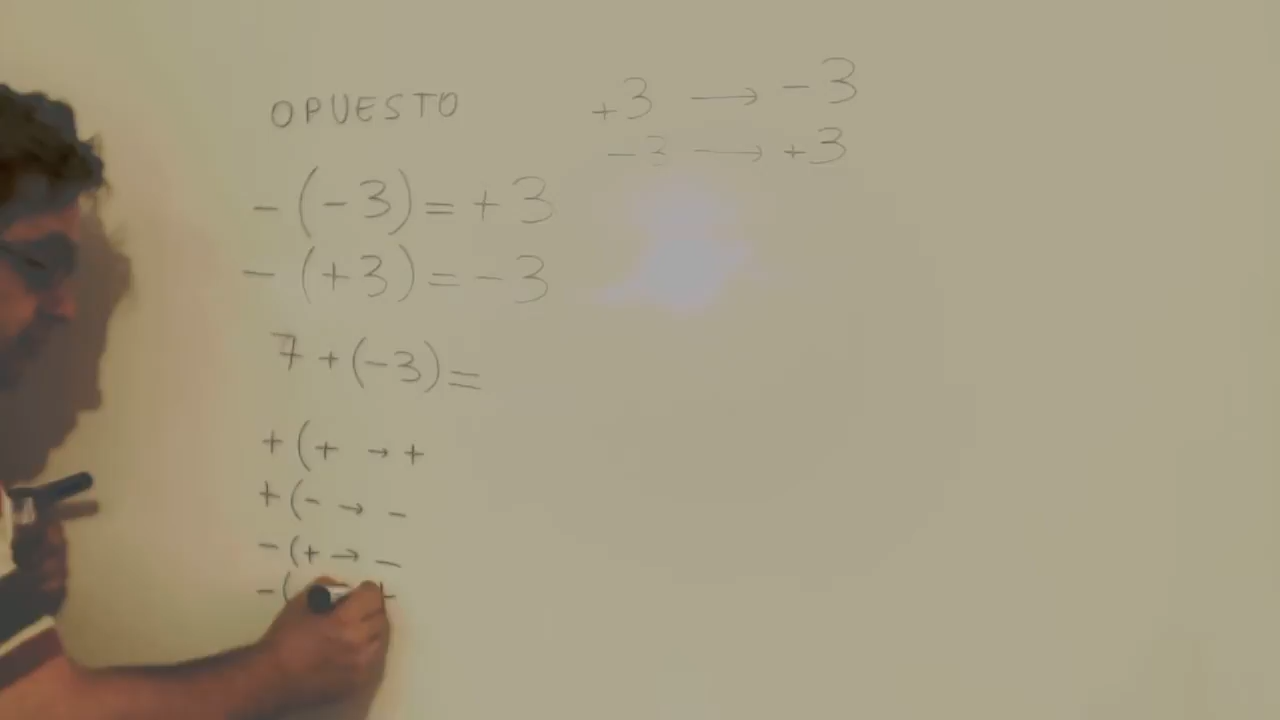 OPUESTO
+3 → -3
-3 → +3
-(-3)=+3
-(+3)=-3
7+(-3)=
+(+ → +
+(- → -
-(+ → -
-( +